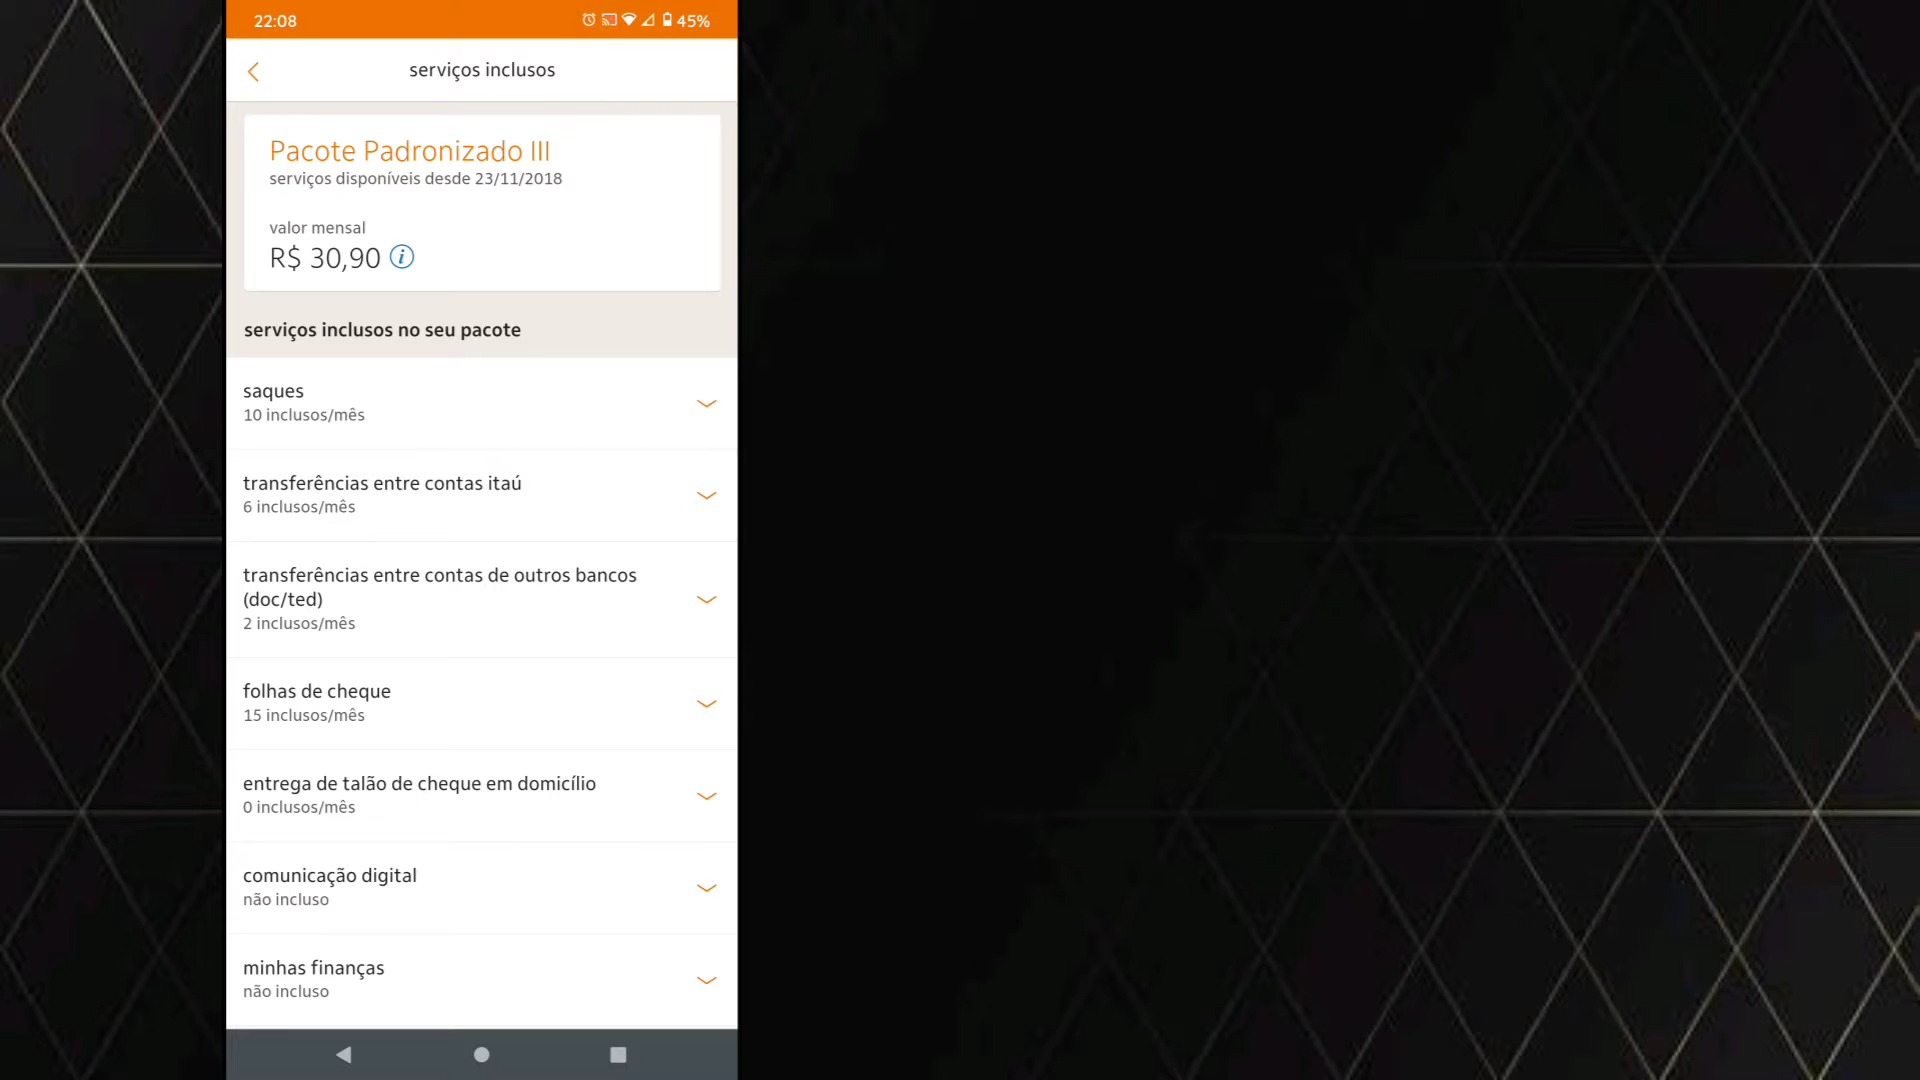 22:08
45%
serviços inclusos
Pacote Padronizado III
serviços disponíveis desde 23/11/2018
valor mensal
R$ 30,90
serviços inclusos no seu pacote
saques
10 inclusos/mês
transferências entre contas itaú
6 inclusos/mês
transferências entre contas de outros bancos
(doc/ted)
2 inclusos/mês
folhas de cheque
15 inclusos/mês
entrega de talão de cheque em domicílio
0 inclusos/mês
comunicação digital
não incluso
minhas finanças
não incluso